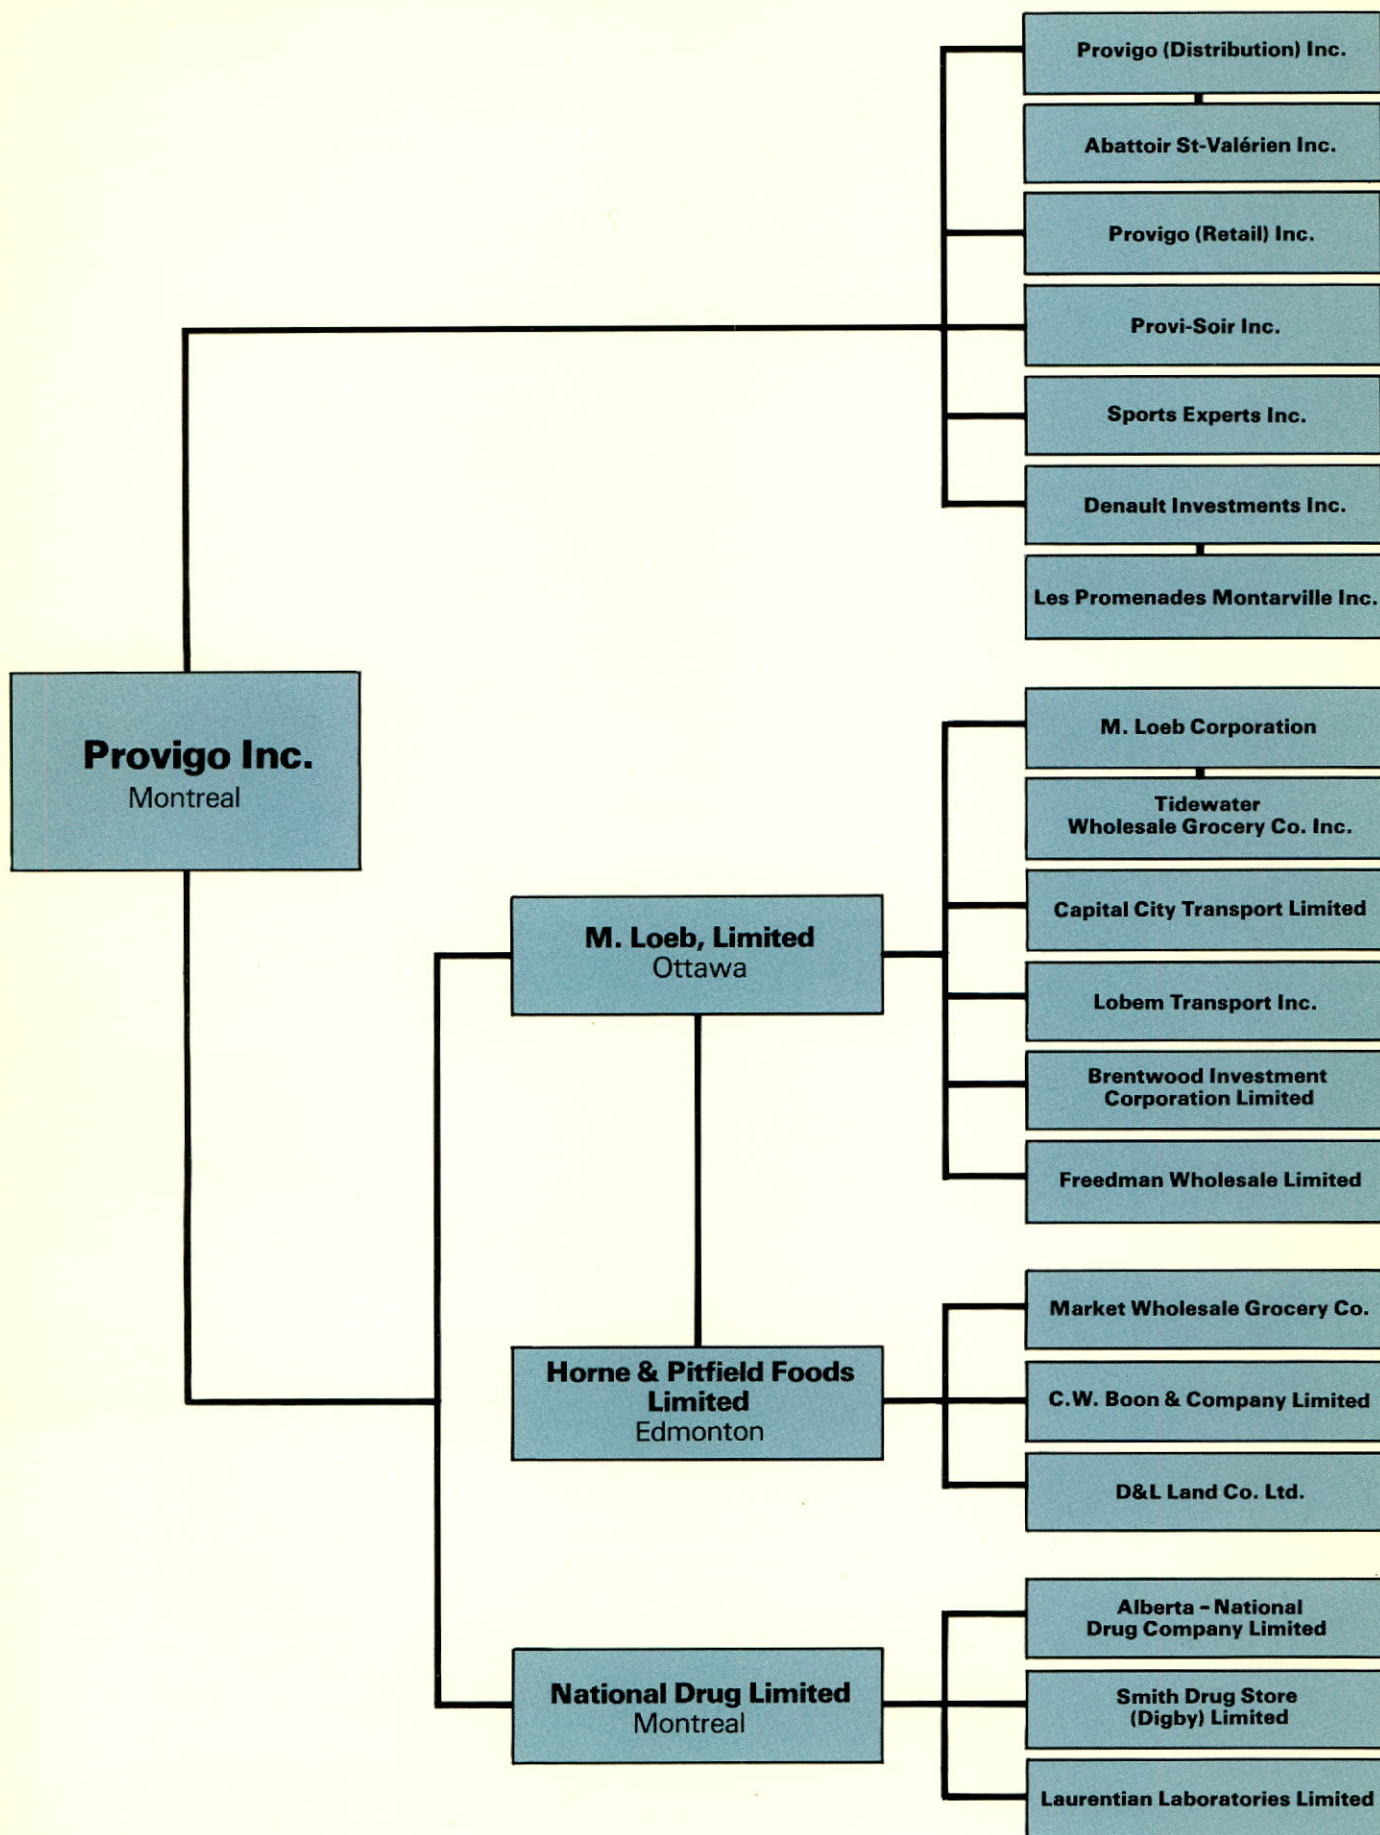 Provigo (Distribution) Inc.
Abattoir St-Valérien Inc.
Provigo (Retail) Inc.
Provi-Soir Inc.
Sports Experts Inc.
Denault Investments Inc.
Les Promenades Montarville Inc.
Provigo Inc.
Montreal
M. Loeb, Limited
Ottawa
M. Loeb Corporation
Tidewater
Wholesale Grocery Co. Inc.
Capital City Transport Limited
Lobem Transport Inc.
Brentwood Investment
Corporation Limited
Freedman Wholesale Limited
Horne & Pitfield Foods
Limited
Edmonton
Market Wholesale Grocery Co.
C.W. Boon & Company Limited
D&L Land Co. Ltd.
National Drug Limited
Montreal
Alberta – National
Drug Company Limited
Smith Drug Store
(Digby) Limited
Laurentian Laboratories Limited